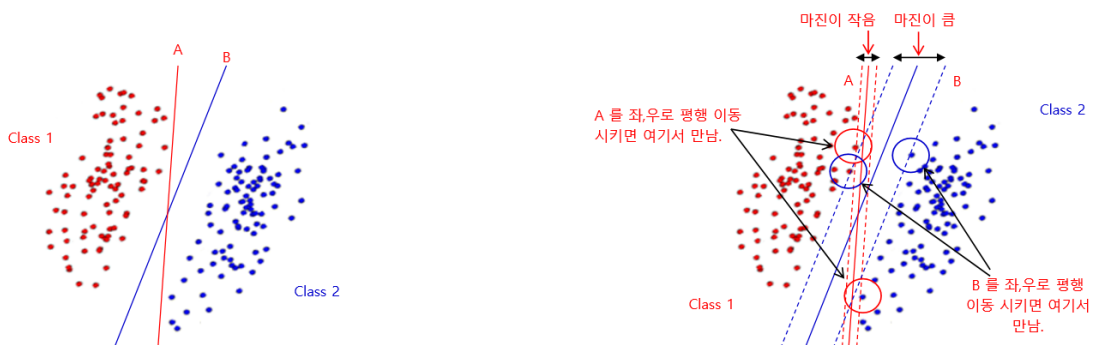 A
B
Class 1
Class 2
마진이 작음
마진이 큼
A
B
Class 2
A 를 좌,우로 평행 이동
시키면 여기서 만남.
Class 1
B 를 좌,우로 평행
이동 시키면 여기서
만남.